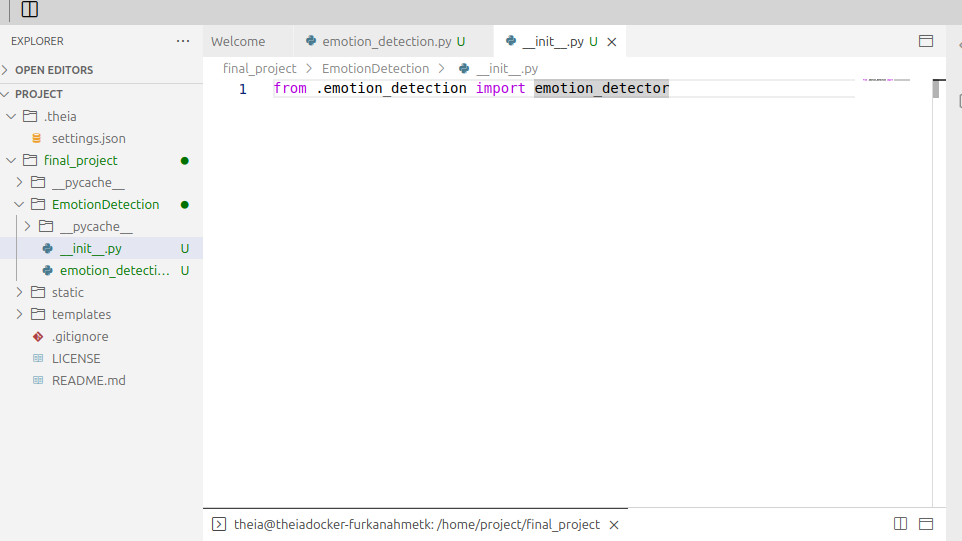 EXPLORER
···
OPEN EDITORS
PROJECT
.theia
settings.json
final_project
__pycache__
EmotionDetection
__pycache__
__init__.py U
emotion_detecti... U
static
templates
.gitignore
LICENSE
README.md
Welcome
emotion_detection.py U
__init__.py U
final_project > EmotionDetection > __init__.py
1 from .emotion_detection import emotion_detector
theia@theiadocker-furkanahmetk: /home/project/final_project